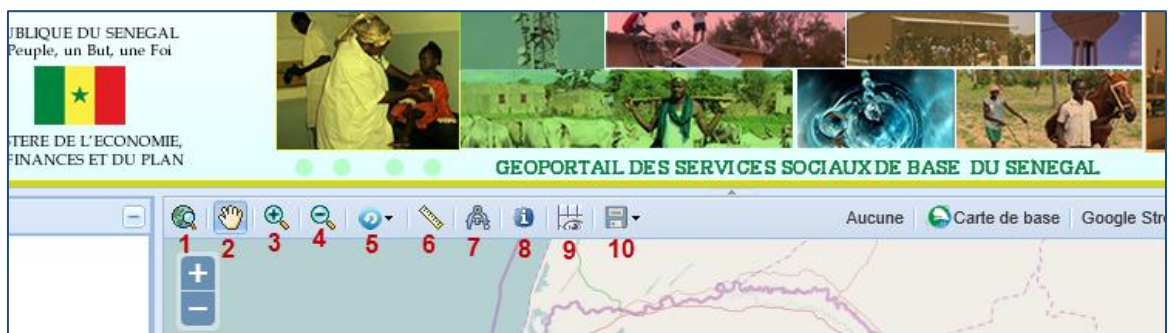 UBLIQUE DU SENEGAL
Peuple, un But, une Foi
STERE DE L'ECONOMIE,
FINANCES ET DU PLAN
GEOPORTAIL DES SERVICES SOCIAUX DE BASE DU SENEGAL
Aucune Carte de base Google Stre
1 2 3 4 5 6 7 8 9 10
+
−